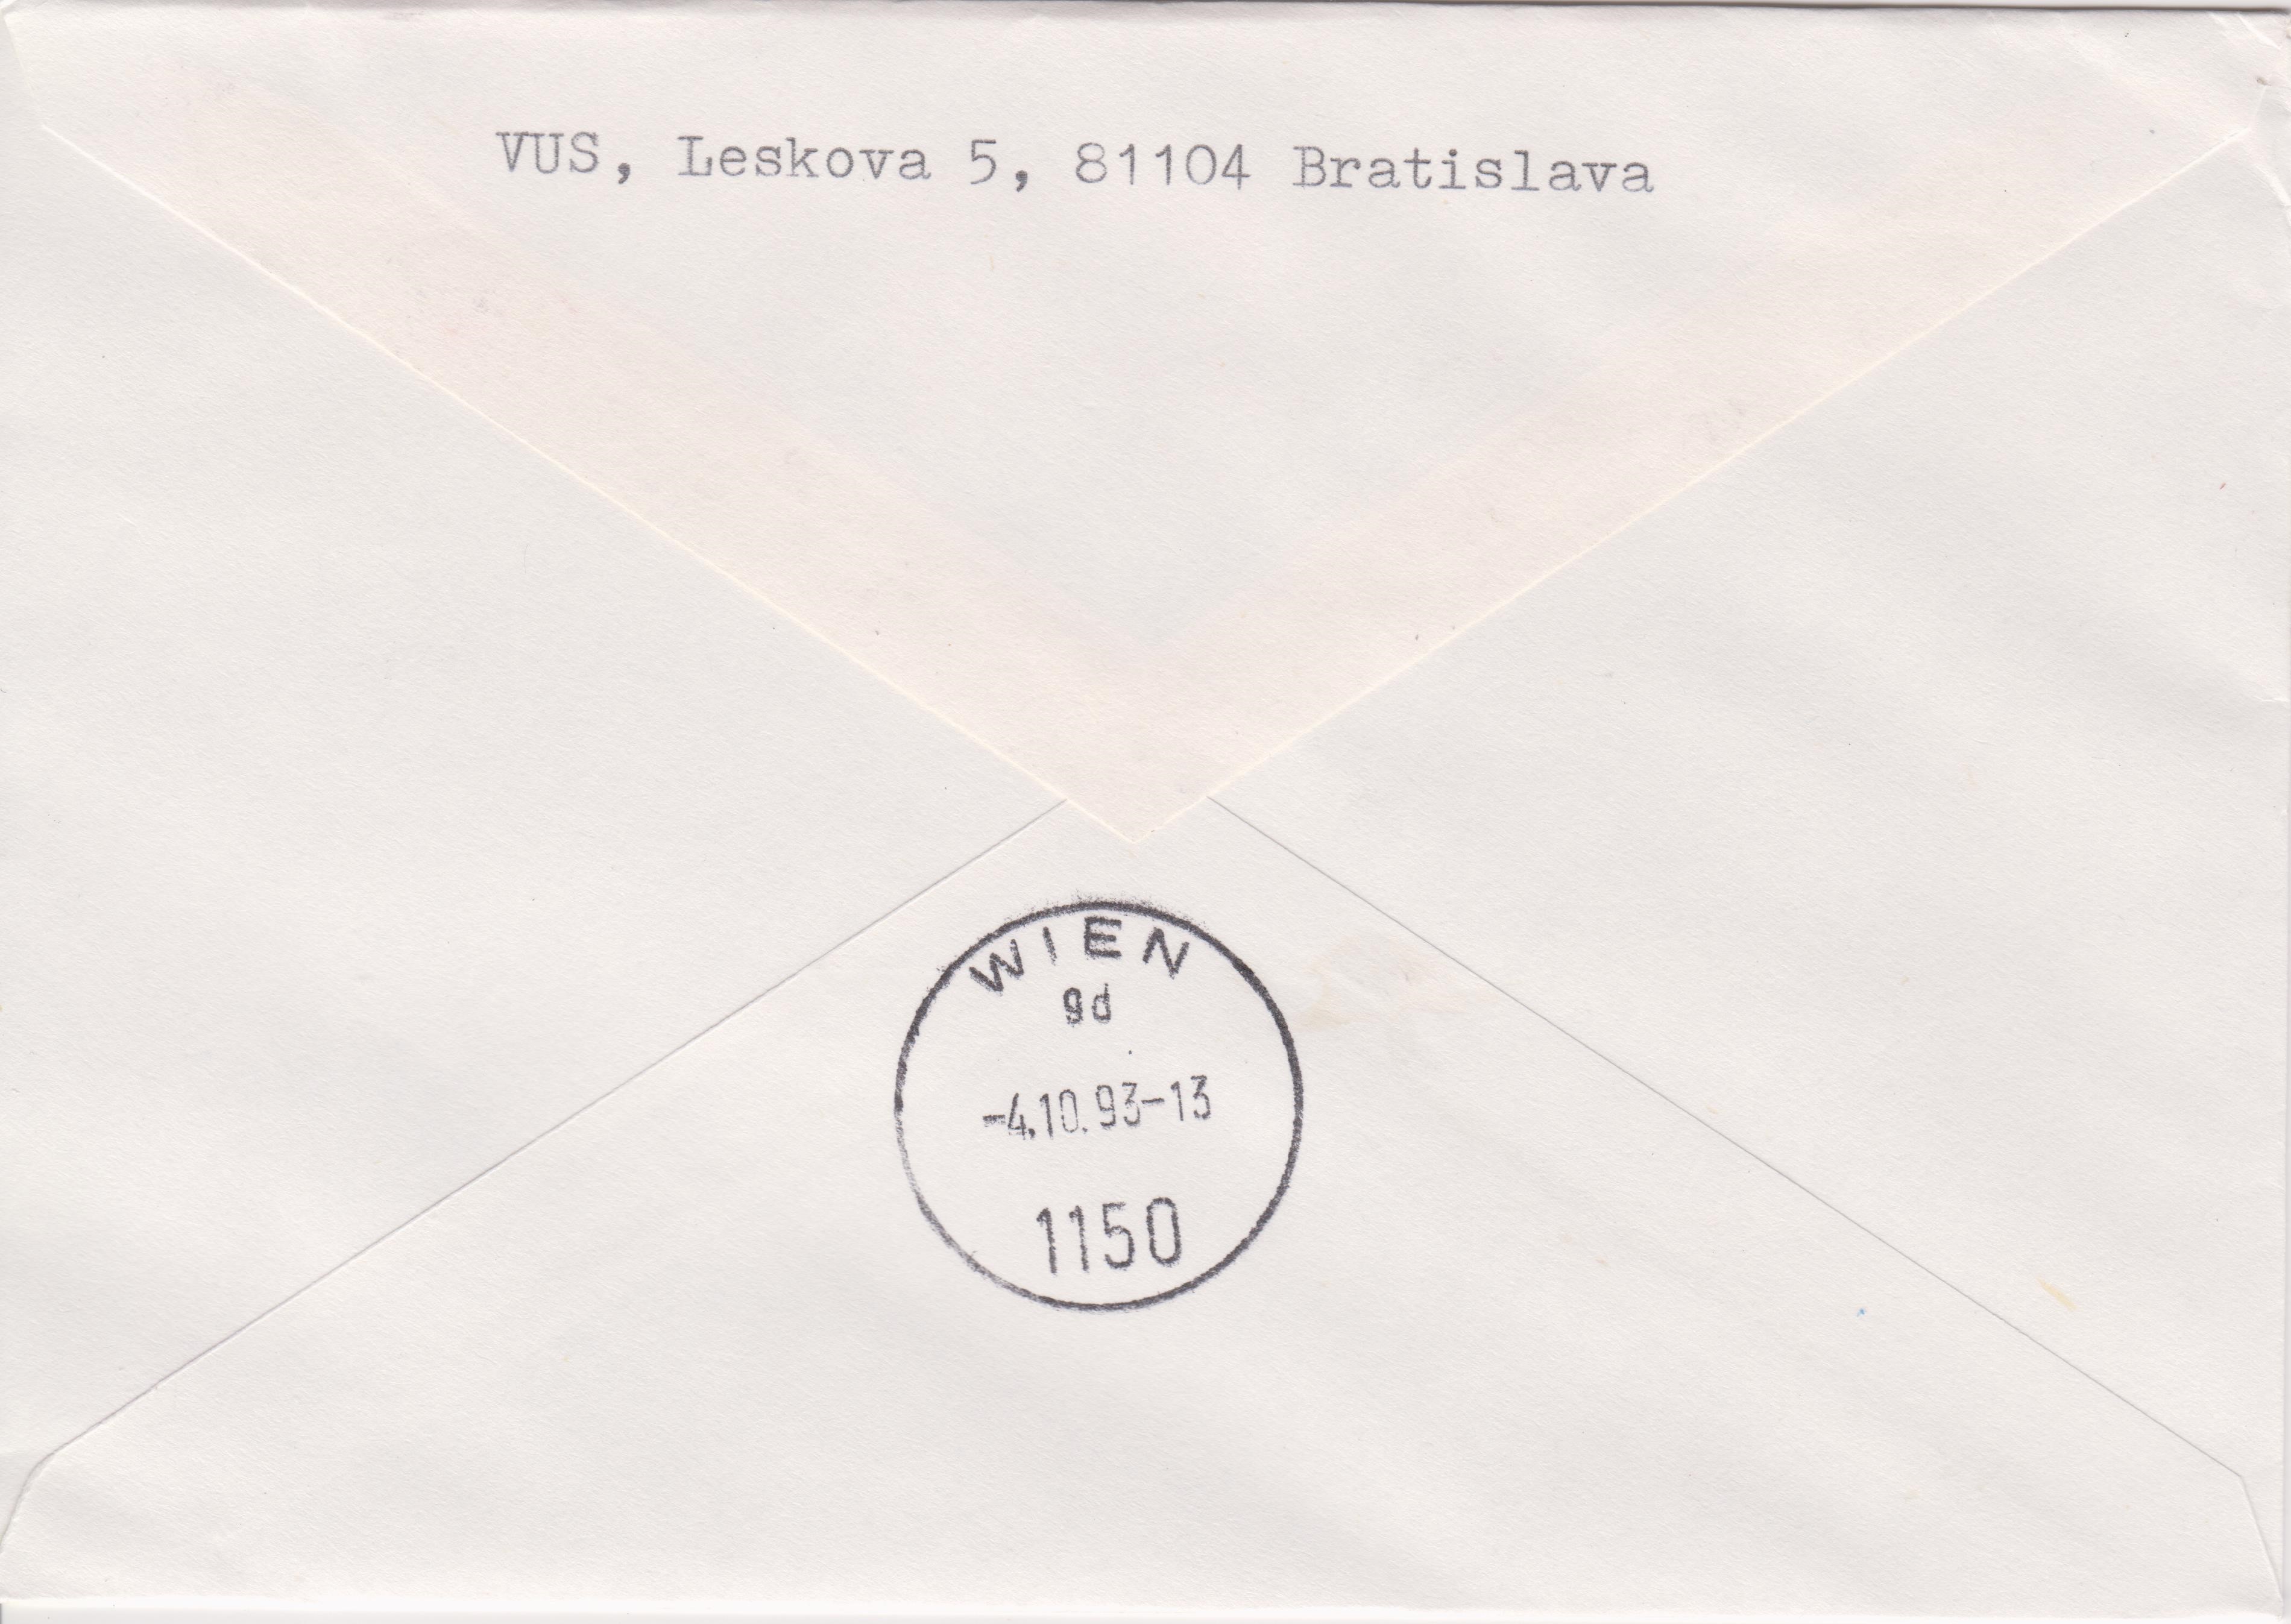 VUS, Leskova 5, 81104 Bratislava
WIEN
9d
-4.10.93-13
1150